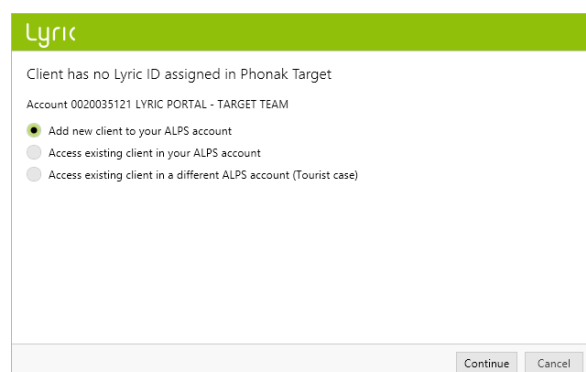 Lyric
Client has no Lyric ID assigned in Phonak Target
Account 0020035121 LYRIC PORTAL - TARGET TEAM
Add new client to your ALPS account
Access existing client in your ALPS account
Access existing client in a different ALPS account (Tourist case)
Continue Cancel